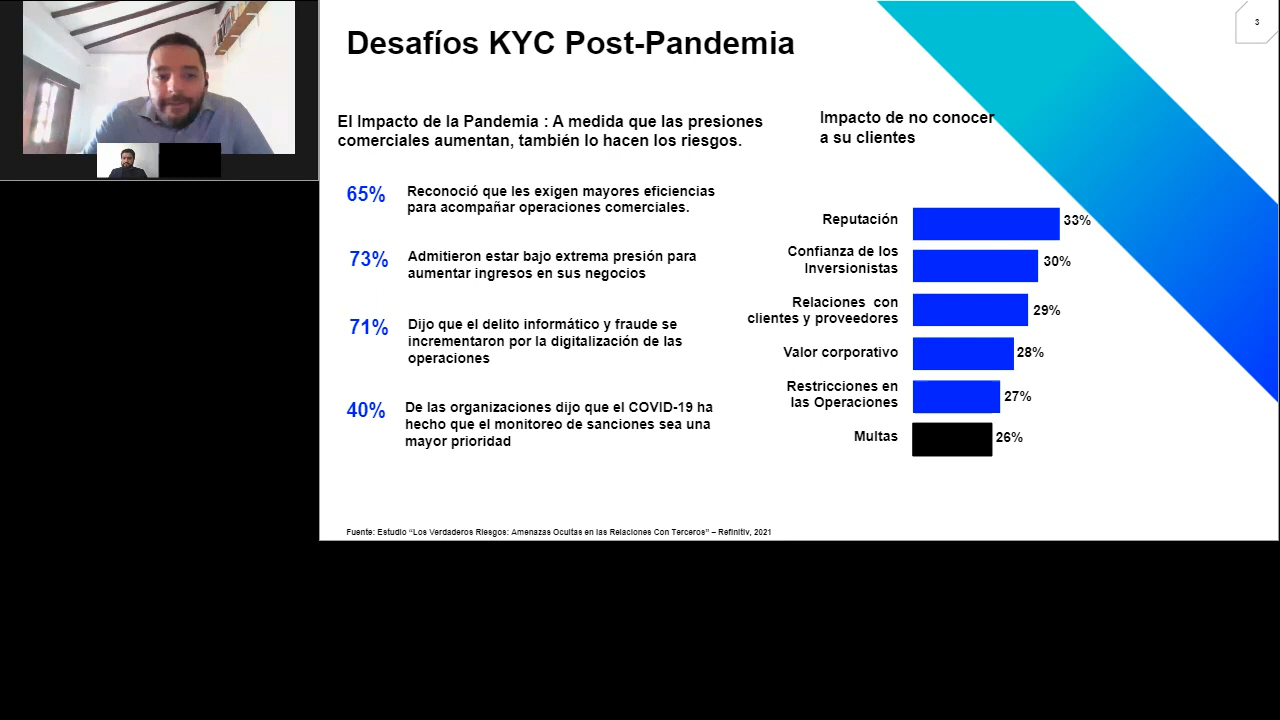 3
Desafíos KYC Post-Pandemia
El Impacto de la Pandemia : A medida que las presiones
comerciales aumentan, también lo hacen los riesgos.
65%
Reconoció que les exigen mayores eficiencias
para acompañar operaciones comerciales.
73%
Admitieron estar bajo extrema presión para
aumentar ingresos en sus negocios
71%
Dijo que el delito informático y fraude se
incrementaron por la digitalización de las
operaciones
40%
De las organizaciones dijo que el COVID-19 ha
hecho que el monitoreo de sanciones sea una
mayor prioridad
Impacto de no conocer
a su clientes
Reputación
33%
Confianza de los
Inversionistas
30%
Relaciones con
clientes y proveedores
29%
Valor corporativo
28%
Restricciones en
las Operaciones
27%
Multas
26%
Fuente: Estudio “Los Verdaderos Riesgos: Amenazas Ocultas en las Relaciones Con Terceros” – Refinitiv, 2021